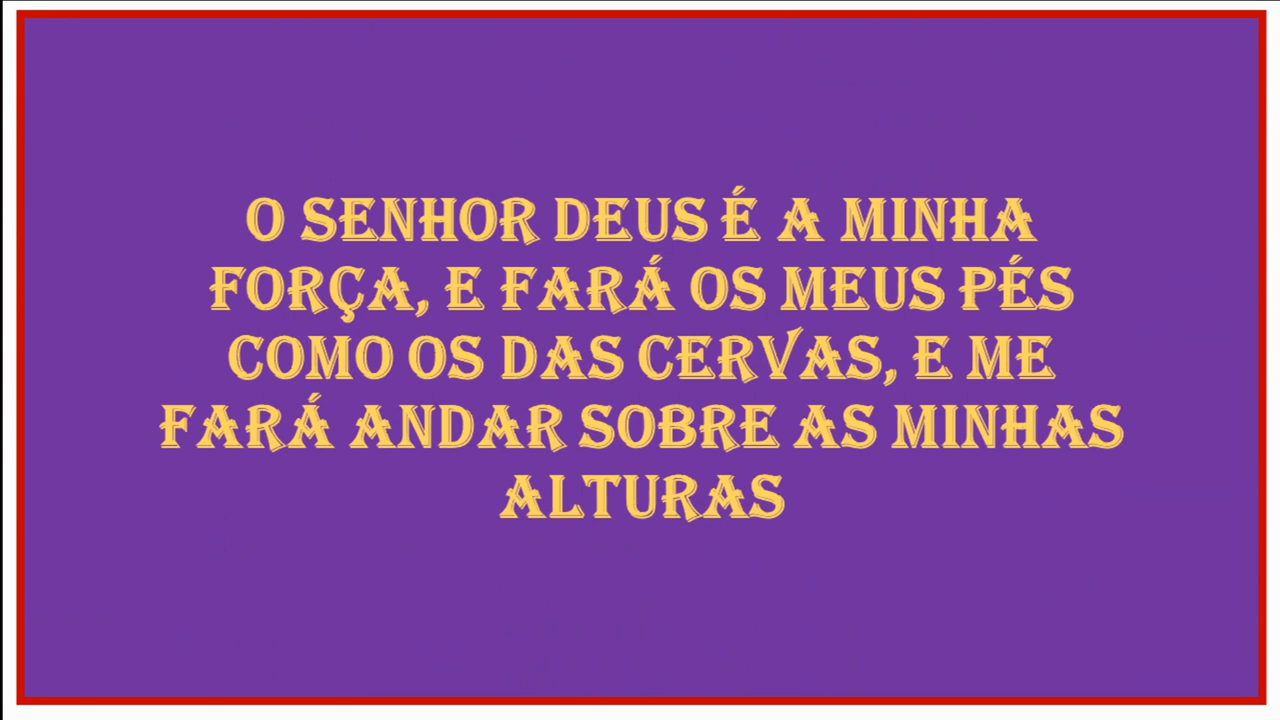 O SENHOR DEUS É A MINHA
FORÇA, E FARÁ OS MEUS PÉS
COMO OS DAS CERVAS, E ME
FARÁ ANDAR SOBRE AS MINHAS
ALTURAS